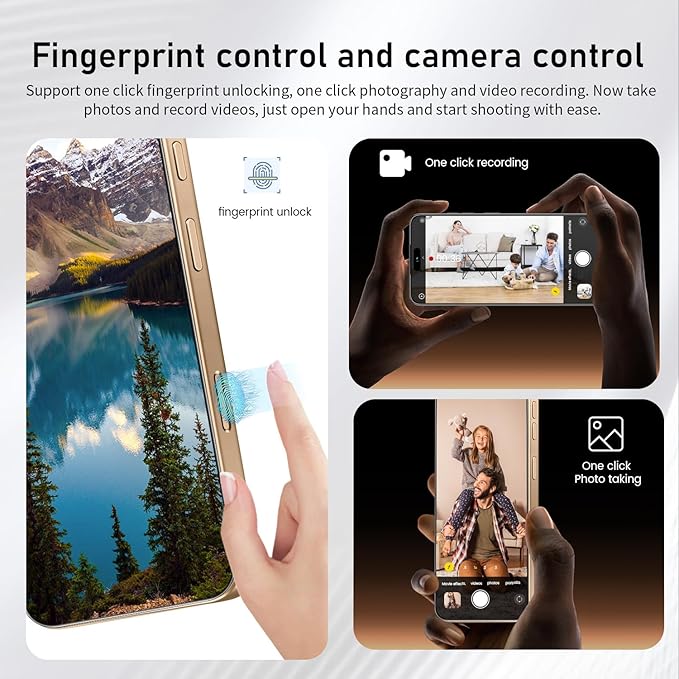 Fingerprint control and camera control
Support one click fingerprint unlocking, one click photography and video recording. Now take
photos and record videos, just open your hands and start shooting with ease.
fingerprint unlock
One click recording
One click
Photo taking
Movie effects, videos photos